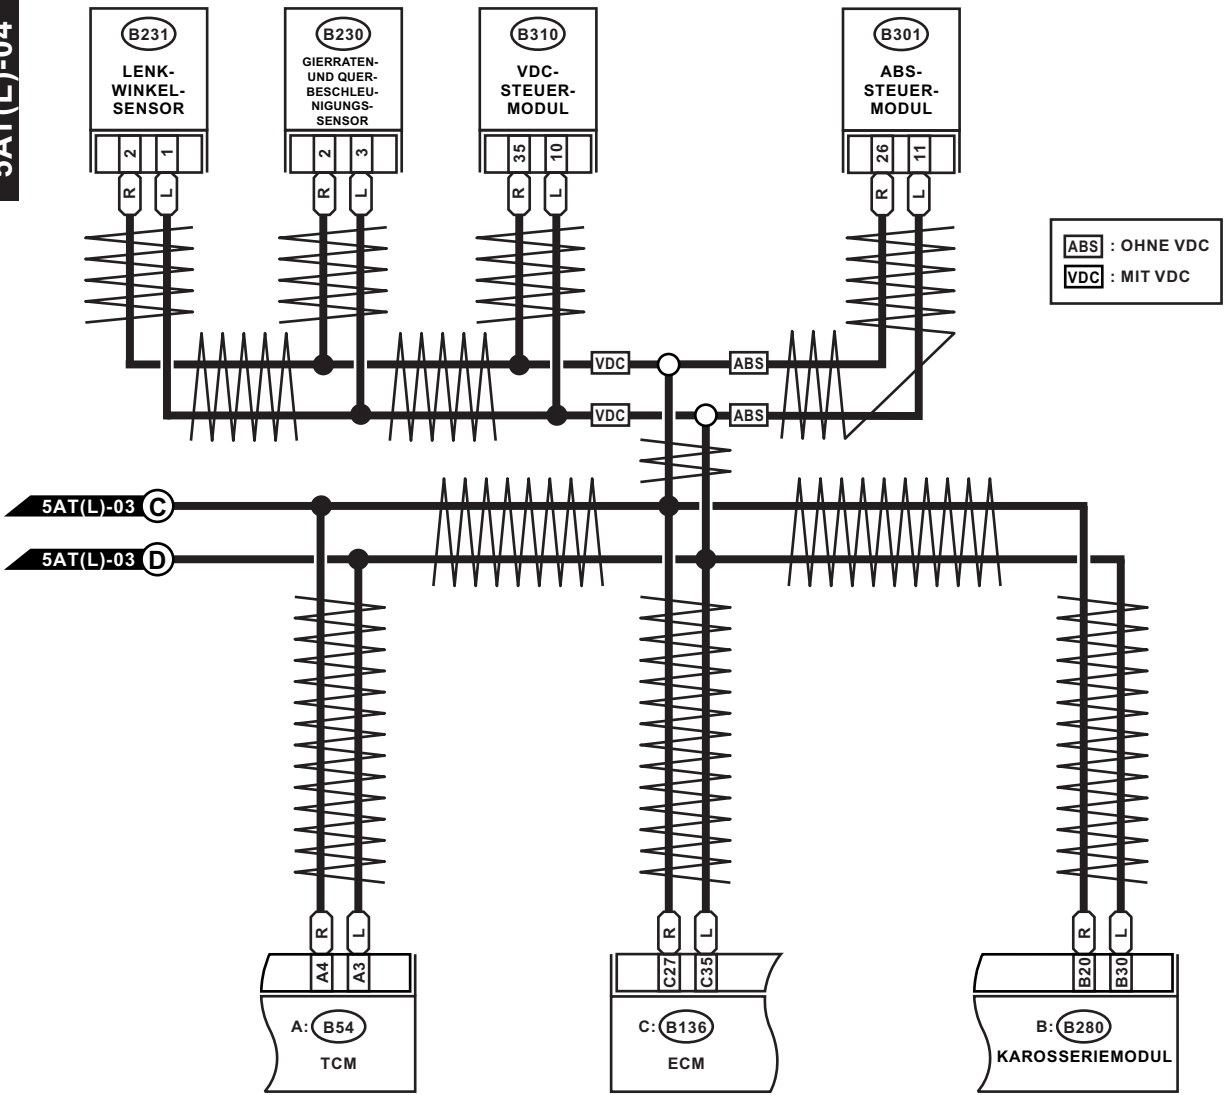 5AT(L)-04
B231
LENK-
WINKEL-
SENSOR
2 1
R L
B230
GIERRATEN-
UND QUER-
BESCHLEU-
NIGUNGS-
SENSOR
2 3
R L
B310
VDC-
STEUER-
MODUL
35 10
R L
B301
ABS-
STEUER-
MODUL
26 11
R L
ABS : OHNE VDC
VDC : MIT VDC
VDC ABS
VDC ABS
5AT(L)-03 C
5AT(L)-03 D
R L
A4 A3
A: B54
TCM
R L
C27 C35
C: B136
ECM
R L
B20 B30
B: B280
KAROSSERIEMODUL